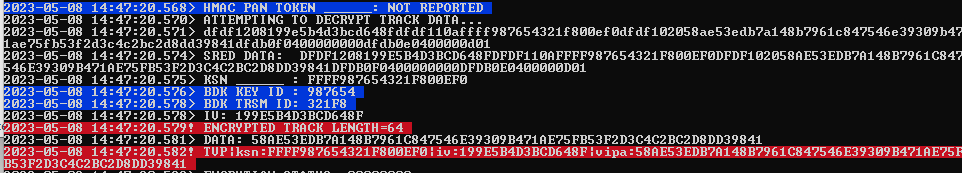 2023-05-08 14:47:20.568> HMAC PAN TOKEN ______: NOT REPORTED
2023-05-08 14:47:20.570> ATTEMPTING TO DECRYPT TRACK DATA...
2023-05-08 14:47:20.571> dfdf1208199e5b4d3bcd648fdfdf110affff987654321f800ef0dfdf102058ae53edb7a148b7961c847546e39309b47
1ae75fb53f2d3c4c2bc2d8dd39841dfdb0f0400000000dfdb0e0400000d01
2023-05-08 14:47:20.574> SRED DATA: DFDF1208199E5B4D3BCD648FDFDF110AFFFF987654321F800EF0DFDF102058AE53EDB7A148B7961C847
546E39309B471AE75FB53F2D3C4C2BC2D8DD39841DFDB0F0400000000DFDB0E0400000D01
2023-05-08 14:47:20.575> KSN ______: FFFF987654321F800EF0
2023-05-08 14:47:20.576> BDK KEY ID : 987654
2023-05-08 14:47:20.578> BDK TRSM ID: 321F8
2023-05-08 14:47:20.578> IV: 199E5B4D3BCD648F
2023-05-08 14:47:20.579! ENCRYPTED TRACK LENGTH=64
2023-05-08 14:47:20.581> DATA: 58AE53EDB7A148B7961C847546E39309B471AE75FB53F2D3C4C2BC2D8DD39841
2023-05-08 14:47:20.582! TVP|ksn:FFFF987654321F800EF0|iv:199E5B4D3BCD648F|vipa:58AE53EDB7A148B7961C847546E39309B471AE75F
B53F2D3C4C2BC2D8DD39841